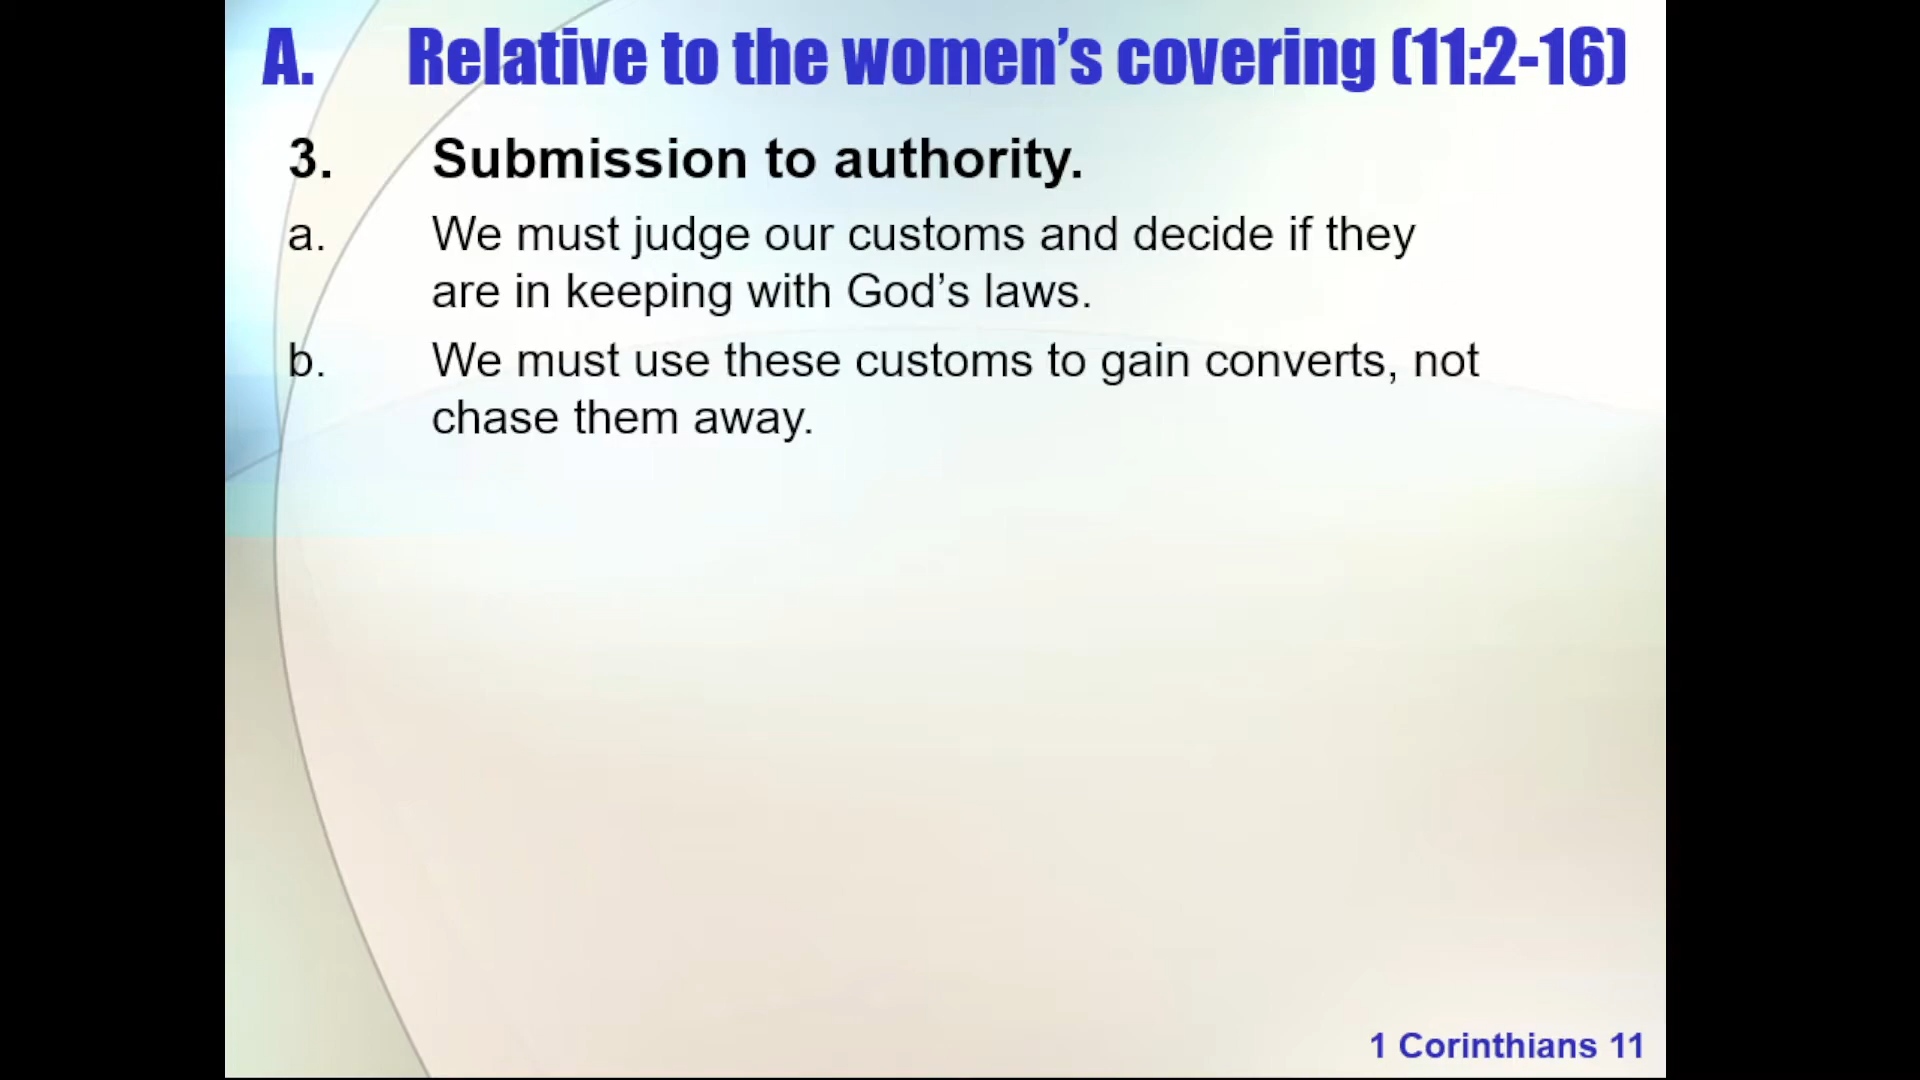 A. Relative to the women’s covering (11:2-16)
3. Submission to authority.
a. We must judge our customs and decide if they
are in keeping with God’s laws.
b. We must use these customs to gain converts, not
chase them away.
1 Corinthians 11